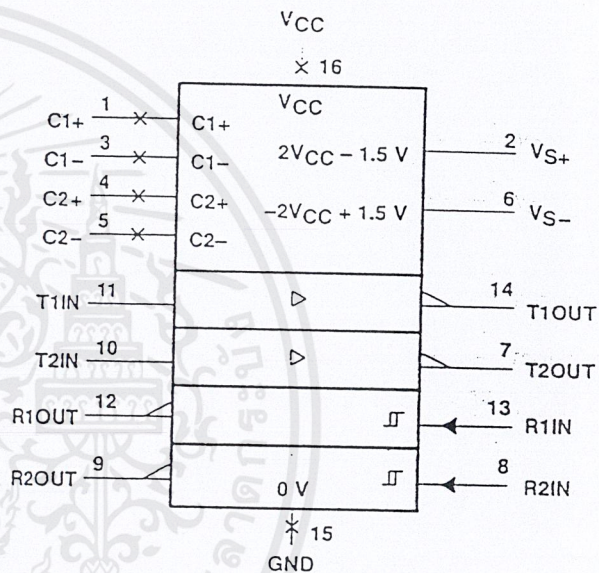 VCC
16
VCC
C1+ 1 C1+
C1− 3 C1−
2VCC − 1.5 V 2 VS+
C2+ 4 C2+
−2VCC + 1.5 V 6 VS−
C2− 5 C2−
T1IN 11 14 T1OUT
T2IN 10 7 T2OUT
R1OUT 12 13 R1IN
R2OUT 9 8 R2IN
0 V
15
GND